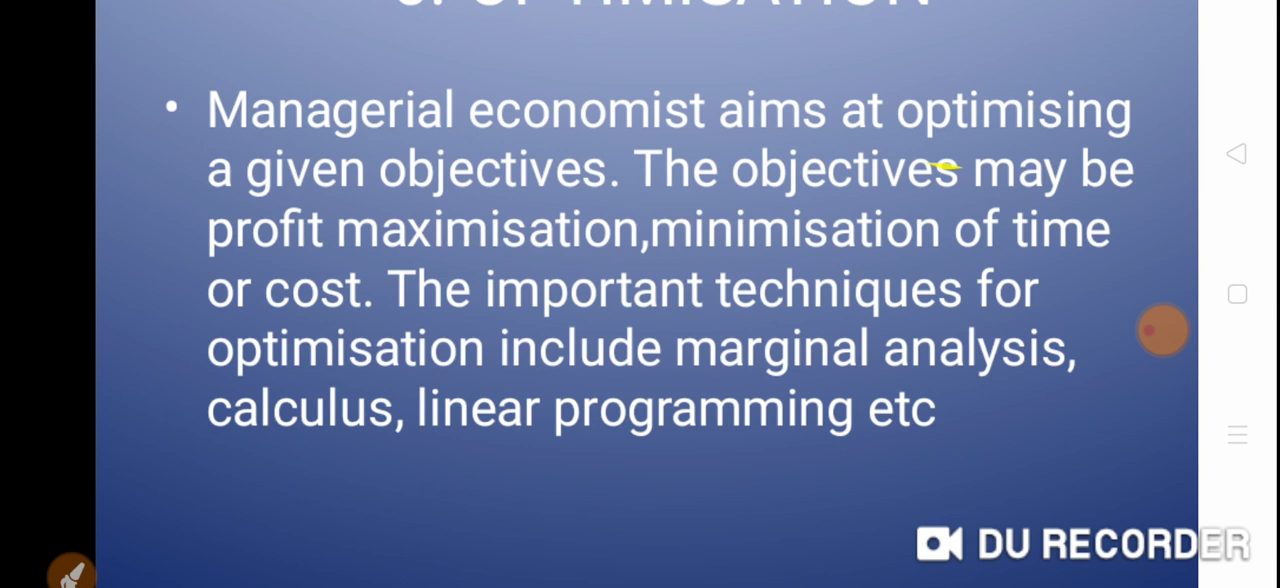 OPTIMISATION
• Managerial economist aims at optimising
a given objectives. The objectives may be
profit maximisation,minimisation of time
or cost. The important techniques for
optimisation include marginal analysis,
calculus, linear programming etc
DU RECORDER